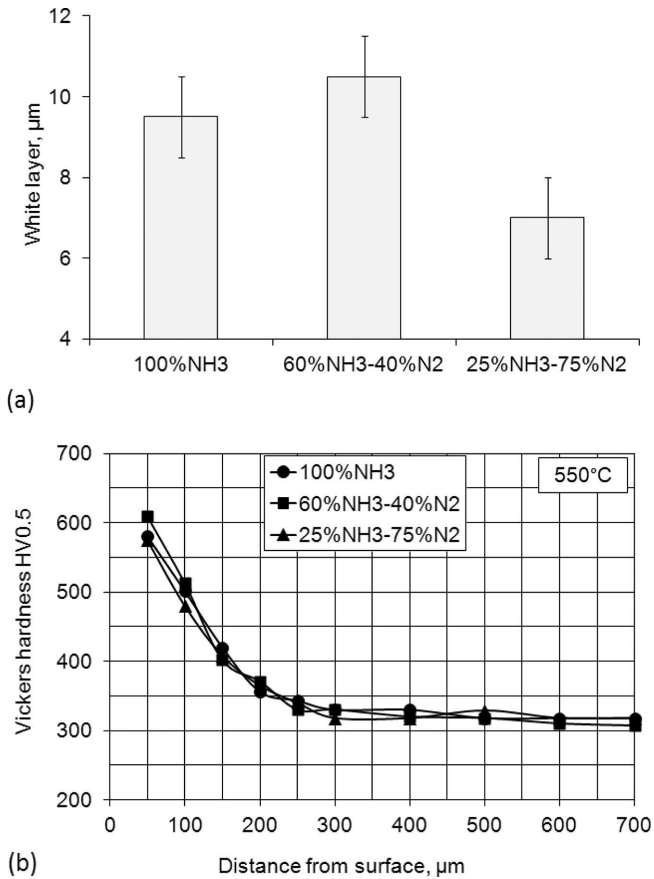 12
10
8
6
4
White layer, µm
100%NH3 60%NH3-40%N2 25%NH3-75%N2
(a)
700
600
500
400
300
200
Vickers hardness HV0.5
100%NH3
60%NH3-40%N2
25%NH3-75%N2
550°C
0 100 200 300 400 500 600 700
Distance from surface, µm
(b)